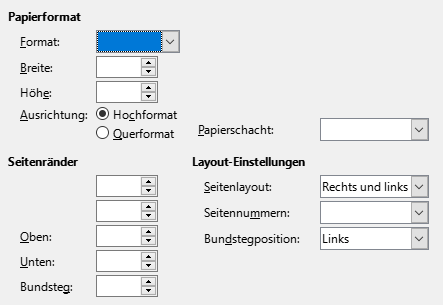 Papierformat
Format:
Breite:
Höhe:
Ausrichtung: Hochformat
Querformat
Papierschacht:
Seitenränder
Layout-Einstellungen
Seitenlayout: Rechts und links
Seitennummern:
Oben:
Bundstegposition: Links
Unten:
Bundsteg: